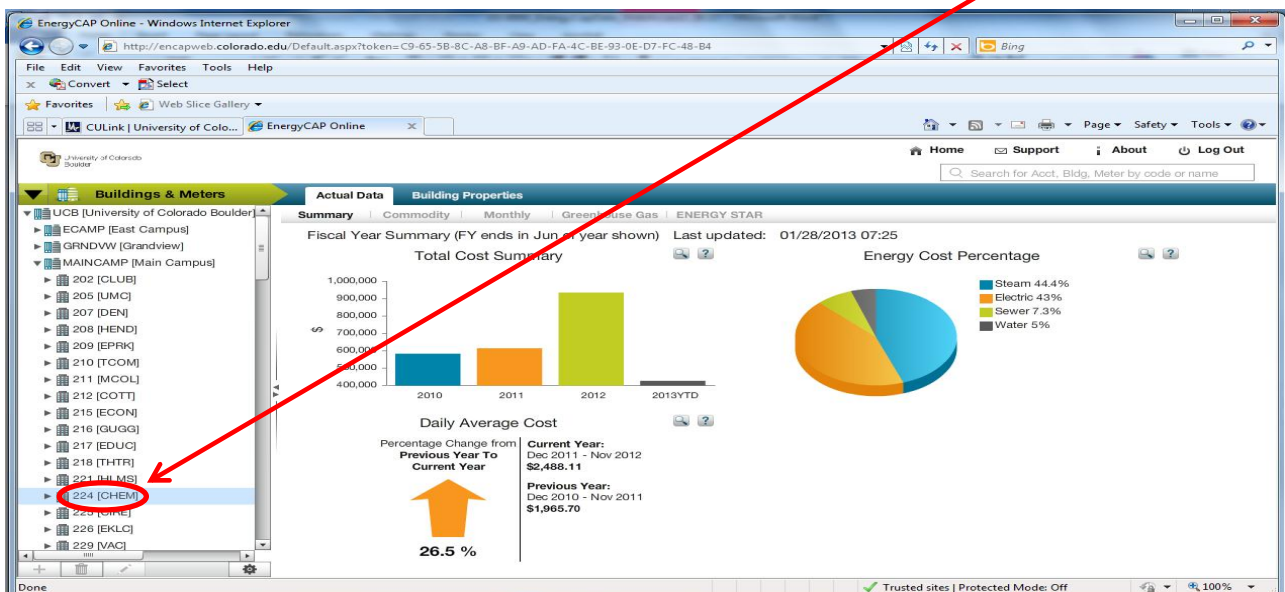 EnergyCAP Online - Windows Internet Explorer
http://encapweb.colorado.edu/Default.aspx?token=C9-65-5B-8C-A8-BF-A9-AD-FA-4C-BE-93-0E-D7-FC-48-B4
Bing
File Edit View Favorites Tools Help
x Convert Select
Favorites Web Slice Gallery
CULink | University of Colo... EnergyCAP Online x
Page Safety Tools
University of Colorado
Boulder
Home Support About Log Out
Search for Acct, Bldg, Meter by code or name
Buildings & Meters
Actual Data Building Properties
Summary Commodity Monthly Greenhouse Gas ENERGY STAR
UCB [University of Colorado Boulder]
ECAMP [East Campus]
GRNDVW [Grandview]
MAINCAMP [Main Campus]
202 [CLUB]
205 [UMC]
207 [DEN]
208 [HEND]
209 [EPRK]
210 [TCOM]
211 [MCOL]
212 [COTT]
215 [ECON]
216 [GUGG]
217 [EDUC]
218 [THTR]
221 [HLMS]
224 [CHEM]
225 [CIRE]
226 [EKLC]
229 [VAC]
Fiscal Year Summary (FY ends in Jun of year shown) Last updated: 01/28/2013 07:25
Total Cost Summary
$
1,000,000
900,000
800,000
700,000
600,000
500,000
400,000
2010 2011 2012 2013YTD
Energy Cost Percentage
Steam 44.4%
Electric 43%
Sewer 7.3%
Water 5%
Daily Average Cost
Percentage Change from
Previous Year To
Current Year
26.5 %
Current Year:
Dec 2011 - Nov 2012
$2,488.11
Previous Year:
Dec 2010 - Nov 2011
$1,965.70
Done
Trusted sites | Protected Mode: Off
100%